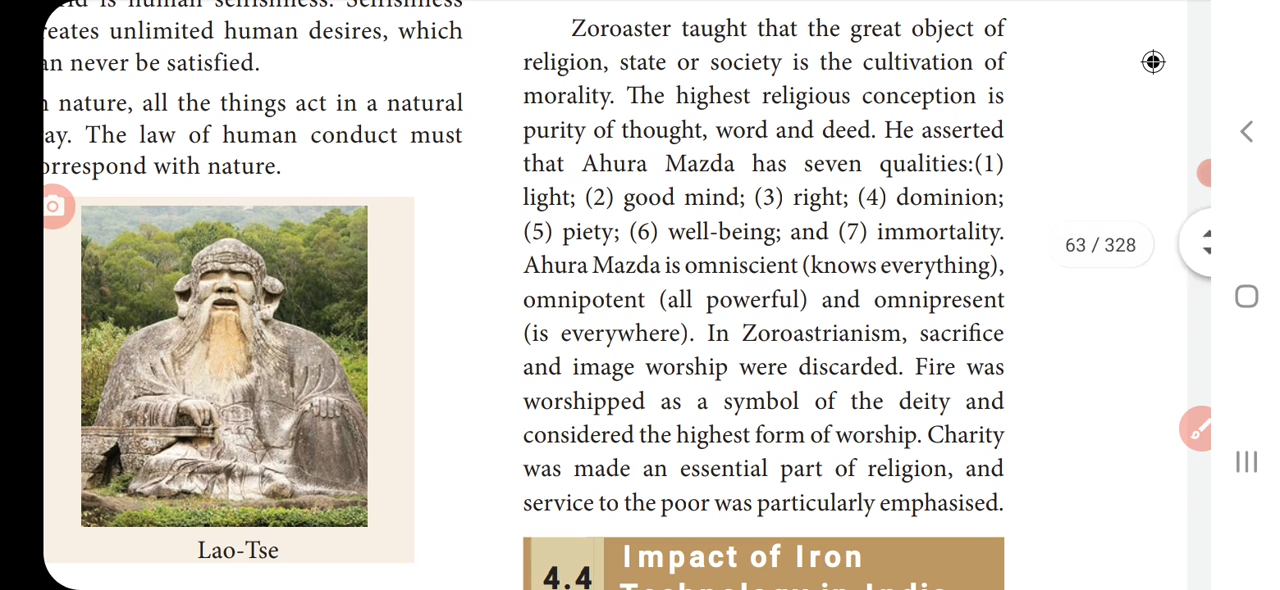 is human selfishness. Selfishness
unlimited human desires, which
never be satisfied.
nature, all the things act in a natural
The law of human conduct must
with nature.
Lao-Tse
Zoroaster taught that the great object of
religion, state or society is the cultivation of
morality. The highest religious conception is
purity of thought, word and deed. He asserted
that Ahura Mazda has seven qualities:(1)
light; (2) good mind; (3) right; (4) dominion;
(5) piety; (6) well-being; and (7) immortality.
Ahura Mazda is omniscient (knows everything),
omnipotent (all powerful) and omnipresent
(is everywhere). In Zoroastrianism, sacrifice
and image worship were discarded. Fire was
worshipped as a symbol of the deity and
considered the highest form of worship. Charity
was made an essential part of religion, and
service to the poor was particularly emphasised.
4.4 Impact of Iron
Technology in India
63 / 328